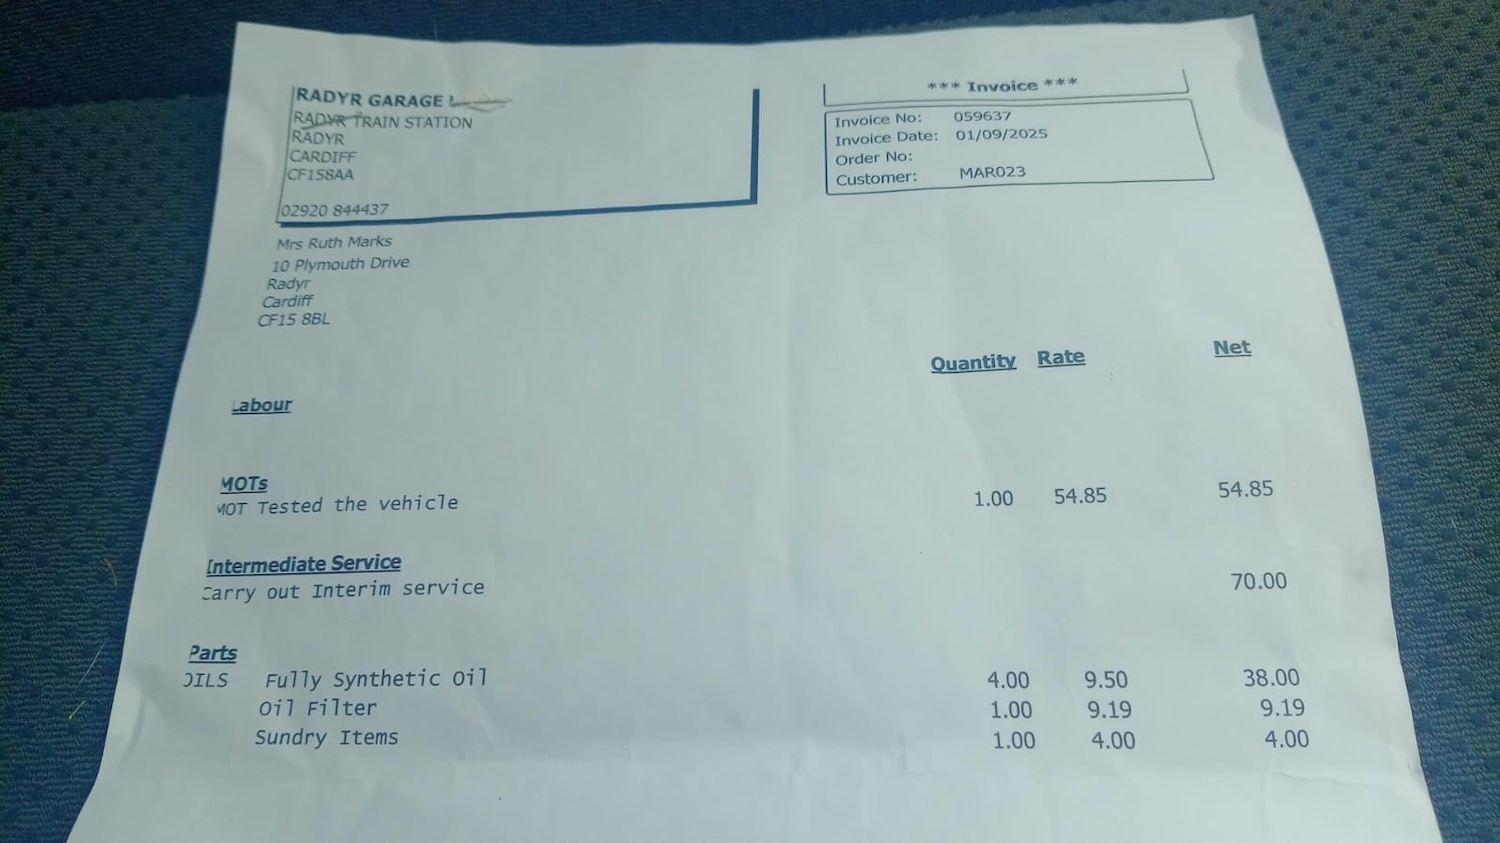 RADYR GARAGE
RADYR TRAIN STATION
RADYR
CARDIFF
CF158AA
02920 844437
*** Invoice ***
Invoice No: 059637
Invoice Date: 01/09/2025
Order No:
Customer: MAR023
Mrs Ruth Marks
10 Plymouth Drive
Radyr
Cardiff
CF15 8BL
Quantity Rate Net
Labour
MOTs
MOT Tested the vehicle 1.00 54.85 54.85
Intermediate Service
Carry out Interim service 70.00
Parts
OILS Fully Synthetic Oil 4.00 9.50 38.00
Oil Filter 1.00 9.19 9.19
Sundry Items 1.00 4.00 4.00